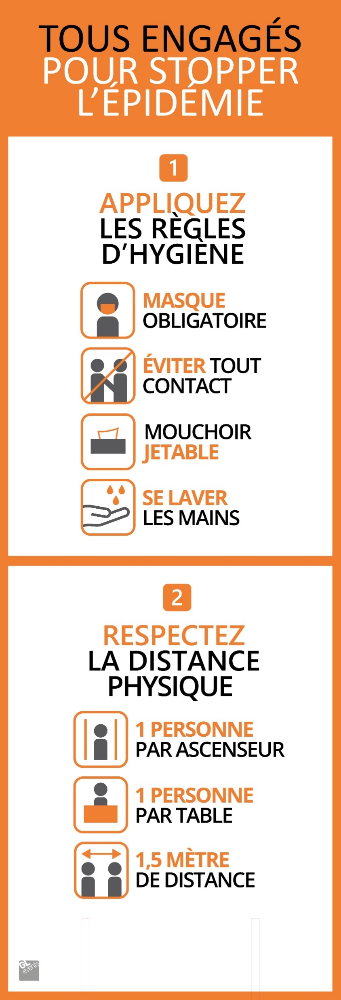 TOUS ENGAGÉS
POUR STOPPER
L'ÉPIDÉMIE
1
APPLIQUEZ
LES RÈGLES
D'HYGIÈNE
MASQUE
OBLIGATOIRE
ÉVITER TOUT
CONTACT
MOUCHOIR
JETABLE
SE LAVER
LES MAINS
2
RESPECTEZ
LA DISTANCE
PHYSIQUE
1 PERSONNE
PAR ASCENSEUR
1 PERSONNE
PAR TABLE
1,5 MÈTRE
DE DISTANCE
GL
events